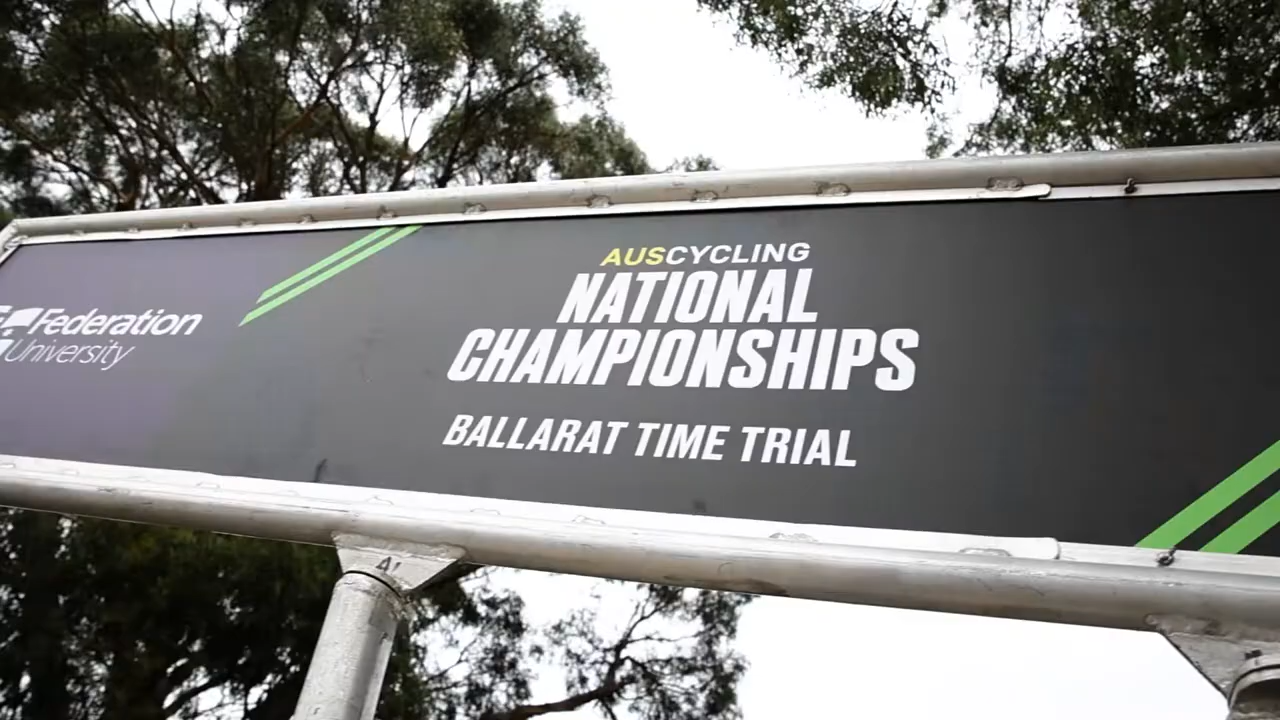 Federation
University
AUSCYCLING
NATIONAL
CHAMPIONSHIPS
BALLARAT TIME TRIAL